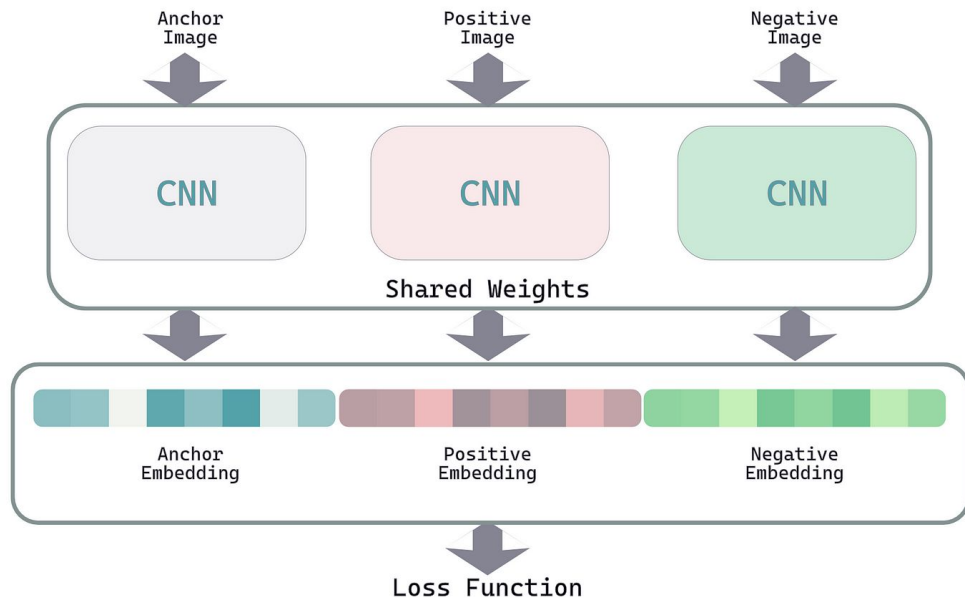 Anchor
Image
Positive
Image
Negative
Image
CNN
CNN
CNN
Shared Weights
Anchor
Embedding
Positive
Embedding
Negative
Embedding
Loss Function